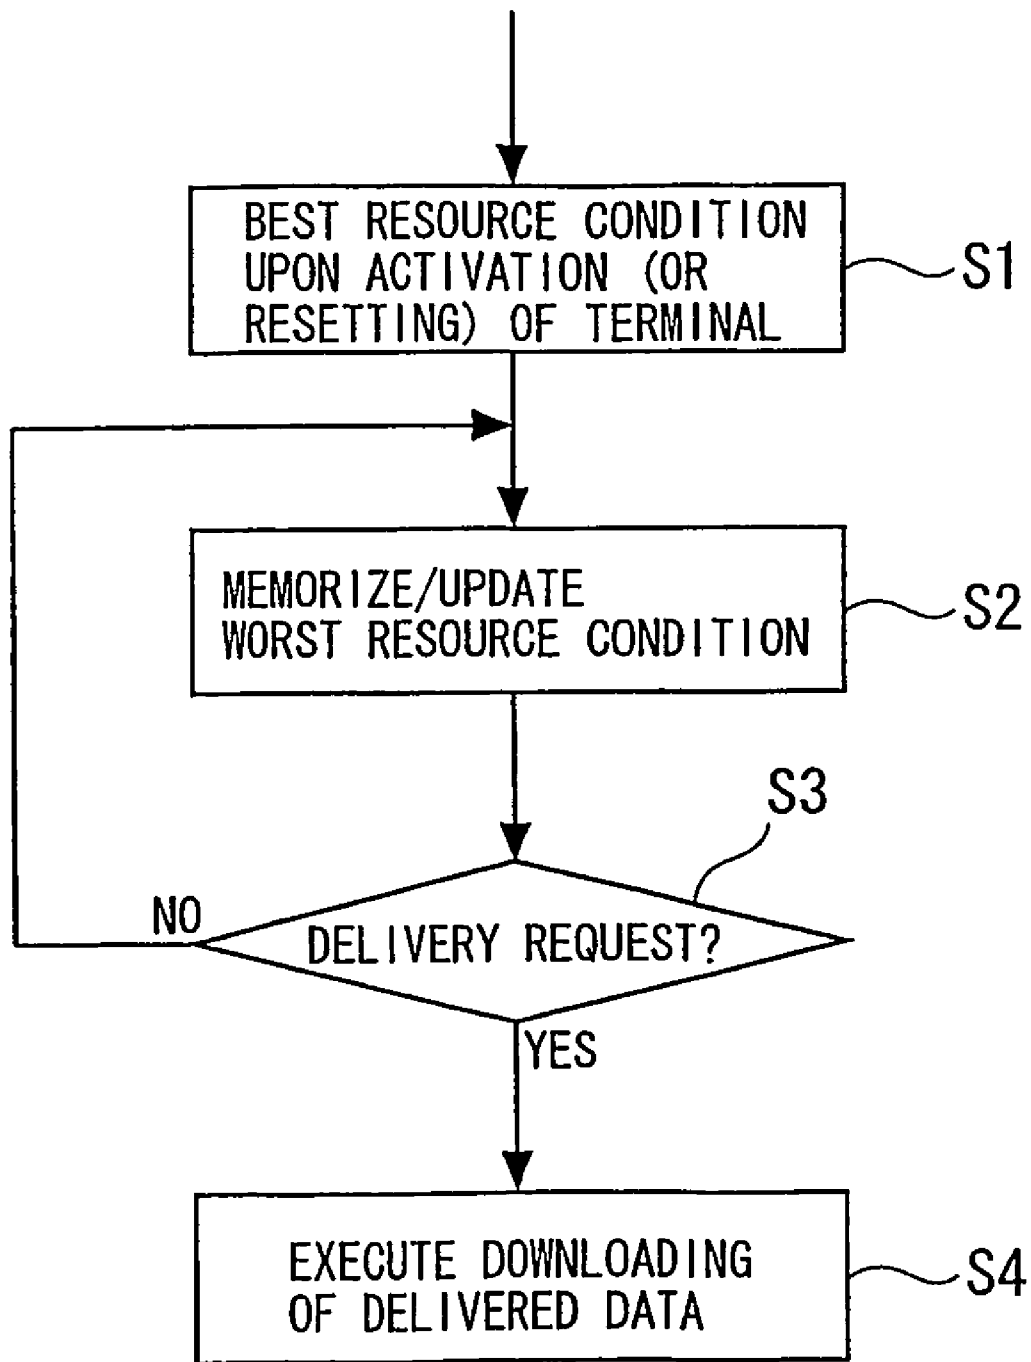 BEST RESOURCE CONDITION
UPON ACTIVATION (OR
RESETTING) OF TERMINAL
S1
MEMORIZE/UPDATE
WORST RESOURCE CONDITION
S2
S3
NO
DELIVERY REQUEST?
YES
EXECUTE DOWNLOADING
OF DELIVERED DATA
S4